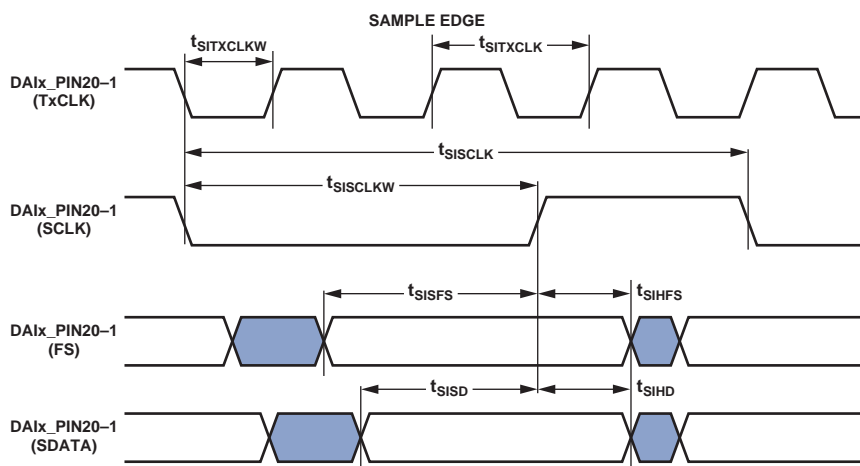 SAMPLE EDGE
tSITXCLKW
tSITXCLK
DAIx_PIN20–1
(TxCLK)
tSISCLK
tSISCLKW
DAIx_PIN20–1
(SCLK)
tSISFS
tSIHFS
DAIx_PIN20–1
(FS)
tSISD
tSIHD
DAIx_PIN20–1
(SDATA)